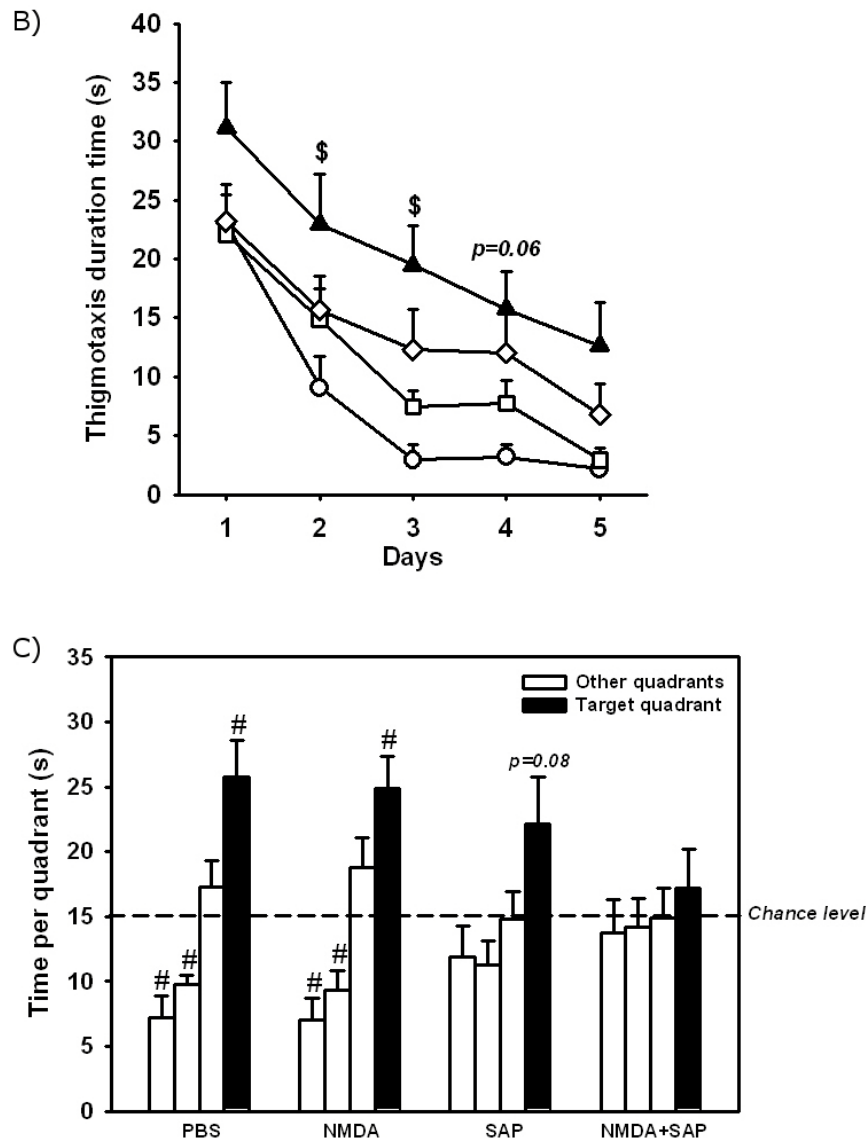 B)
Thigmotaxis duration time (s)
40
35
30
25
20
15
10
5
0
$
$
p=0.06
1 2 3 4 5
Days
C)
Time per quadrant (s)
35
30
25
20
15
10
5
0
Other quadrants
Target quadrant
# # #
# # #
p=0.08
Chance level
PBS NMDA SAP NMDA+SAP